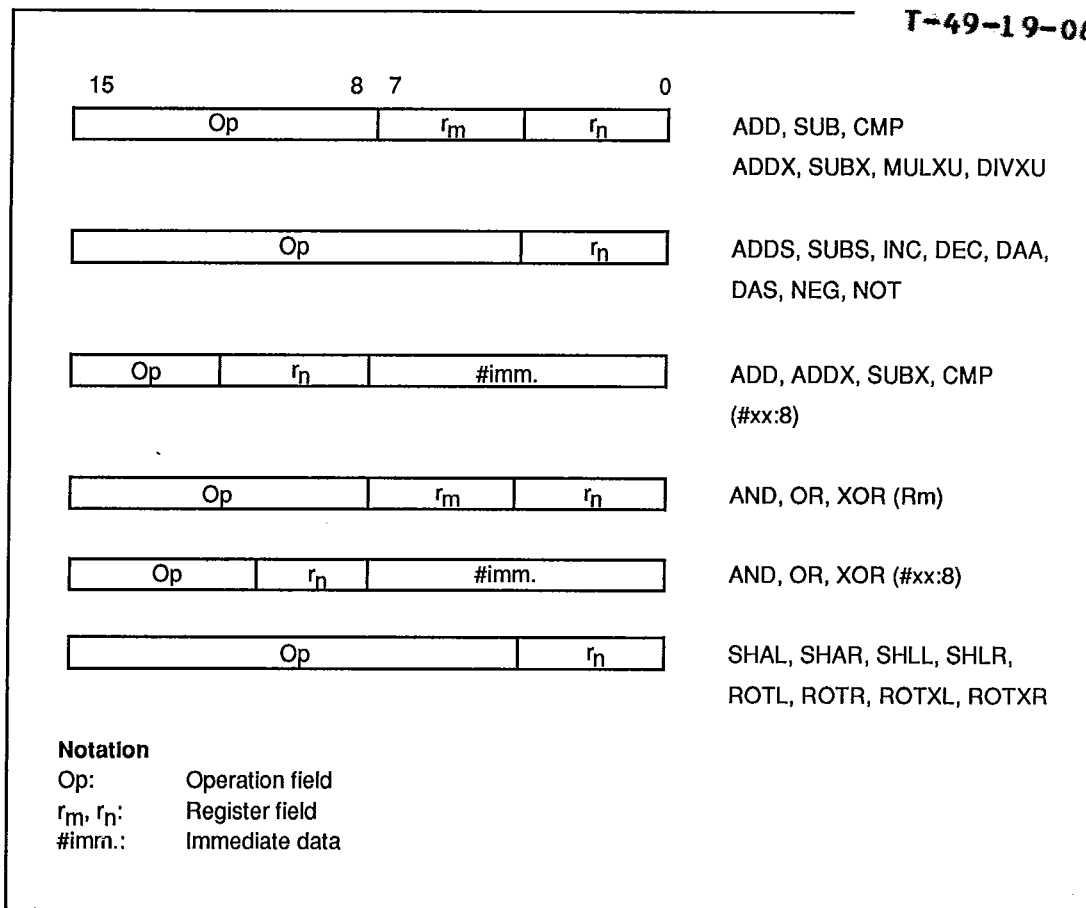 T-49-19-06
15 8 7 0
Op rm rn ADD, SUB, CMP
ADDX, SUBX, MULXU, DIVXU
Op rn ADDS, SUBS, INC, DEC, DAA,
DAS, NEG, NOT
Op rn #imm. ADD, ADDX, SUBX, CMP
(#xx:8)
Op rm rn AND, OR, XOR (Rm)
Op rn #imm. AND, OR, XOR (#xx:8)
Op rn SHAL, SHAR, SHLL, SHLR,
ROTL, ROTR, ROTXL, ROTXR
Notation
Op: Operation field
rm, rn: Register field
#imm.: Immediate data